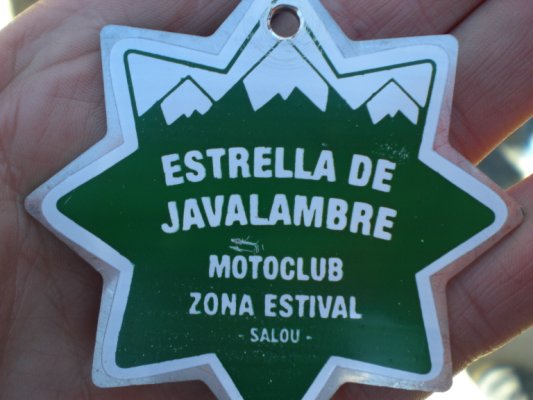 ESTRELLA DE
JAVALAMBRE
MOTOCLUB
ZONA ESTIVAL
- SALOU -